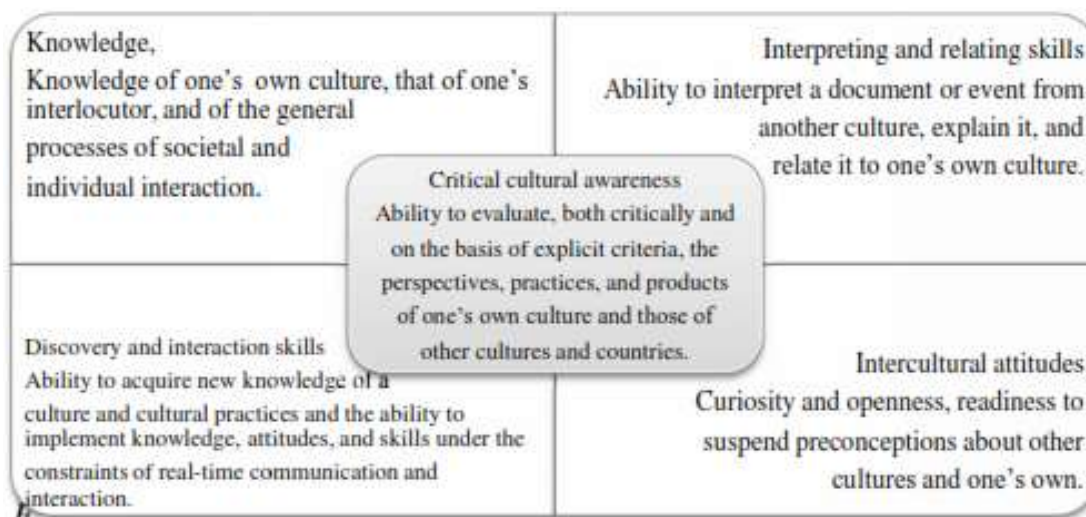 Knowledge,
Knowledge of one's own culture, that of one's
interlocutor, and of the general
processes of societal and
individual interaction.
Interpreting and relating skills
Ability to interpret a document or event from
another culture, explain it, and
relate it to one's own culture.
Critical cultural awareness
Ability to evaluate, both critically and
on the basis of explicit criteria, the
perspectives, practices, and products
of one's own culture and those of
other cultures and countries.
Discovery and interaction skills
Ability to acquire new knowledge of a
culture and cultural practices and the ability to
implement knowledge, attitudes, and skills under the
constraints of real-time communication and
interaction.
Intercultural attitudes
Curiosity and openness, readiness to
suspend preconceptions about other
cultures and one's own.